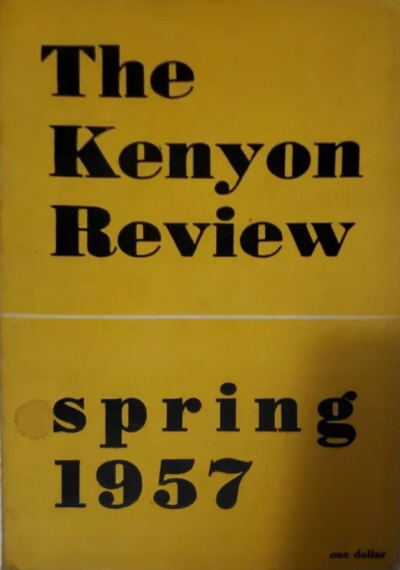 The
Kenyon
Review
spring
1957
one dollar